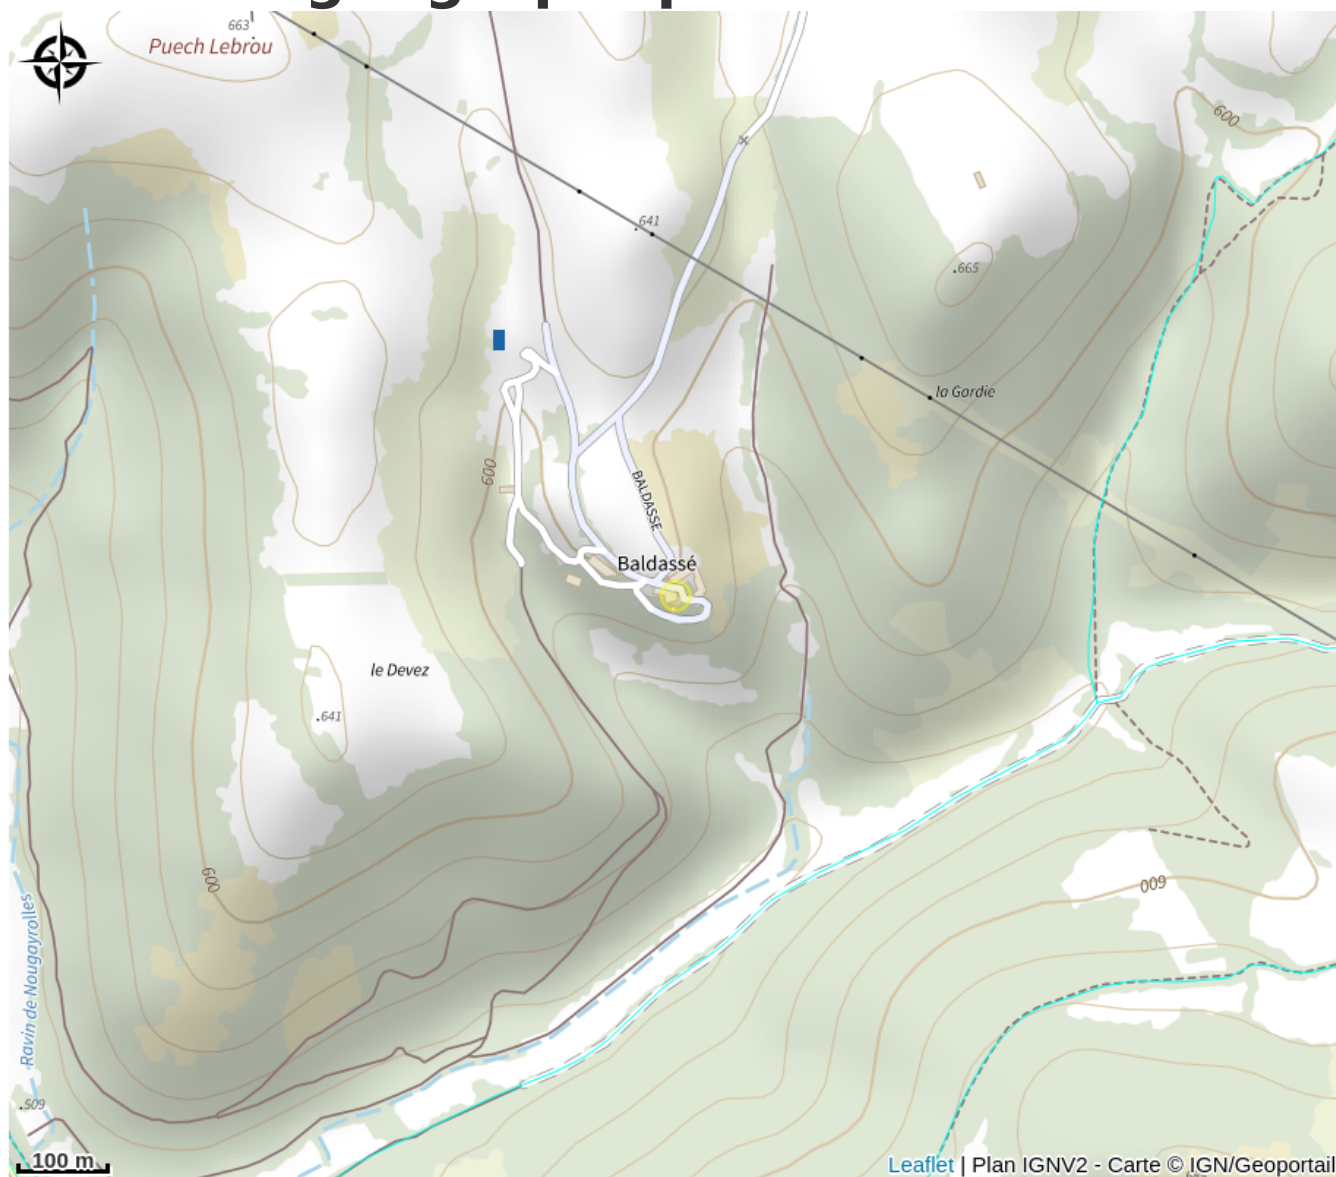 663
Puech Lebrou
600
641
665
la Gardie
600
BALDASSE
Baldassé
le Devez
641
600
600
Ravin de Nougayrolles
509
100 m
Leaflet | Plan IGNV2 - Carte © IGN/Geoportail